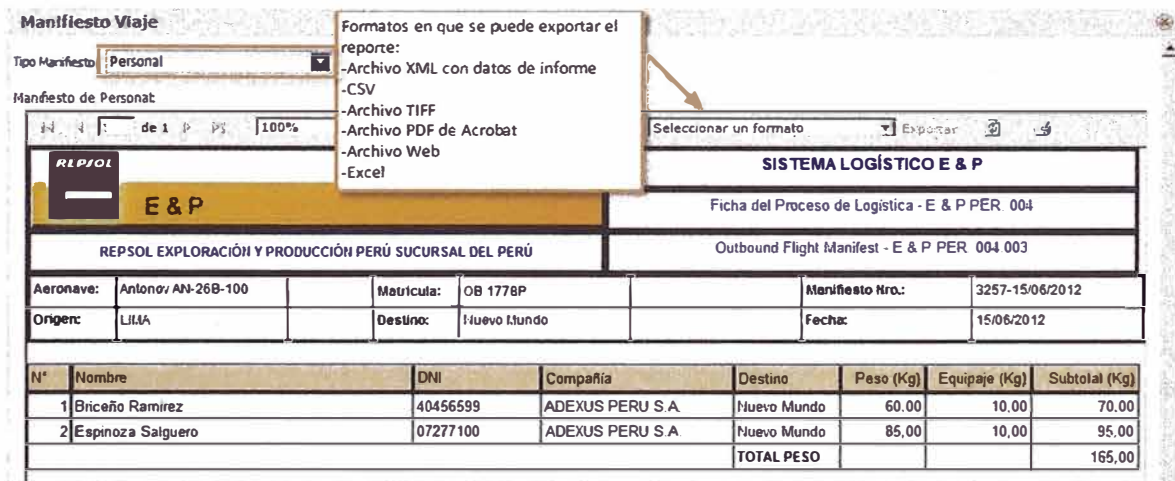 Manifiesto Viaje
Tipo Manifiesto Personal
Formatos en que se puede exportar el
reporte:
-Archivo XML con datos de informe
-CSV
-Archivo TIFF
-Archivo PDF de Acrobat
-Archivo Web
-Excel
Manifiesto de Personal:
de 1 100% Seleccionar un formato Exportar
REPSOL
E & P
SISTEMA LOGÍSTICO E & P
Ficha del Proceso de Logística - E & P PER. 004
REPSOL EXPLORACIÓN Y PRODUCCIÓN PERÚ SUCURSAL DEL PERÚ
Outbound Flight Manifest - E & P PER 004.003
Aeronave: Antonov AN-26B-100 Matrícula: OB 1778P Manifiesto Nro.: 3257-15/06/2012
Origen: LIMA Destino: Nuevo Mundo Fecha: 15/06/2012
N° Nombre DNI Compañía Destino Peso (Kg) Equipaje (Kg) Subtotal (Kg)
1 Briceño Ramirez 40456599 ADEXUS PERU S.A. Nuevo Mundo 60.00 10,00 70.00
2 Espinoza Salguero 07277100 ADEXUS PERU S.A. Nuevo Mundo 85,00 10,00 95.00
TOTAL PESO 165,00